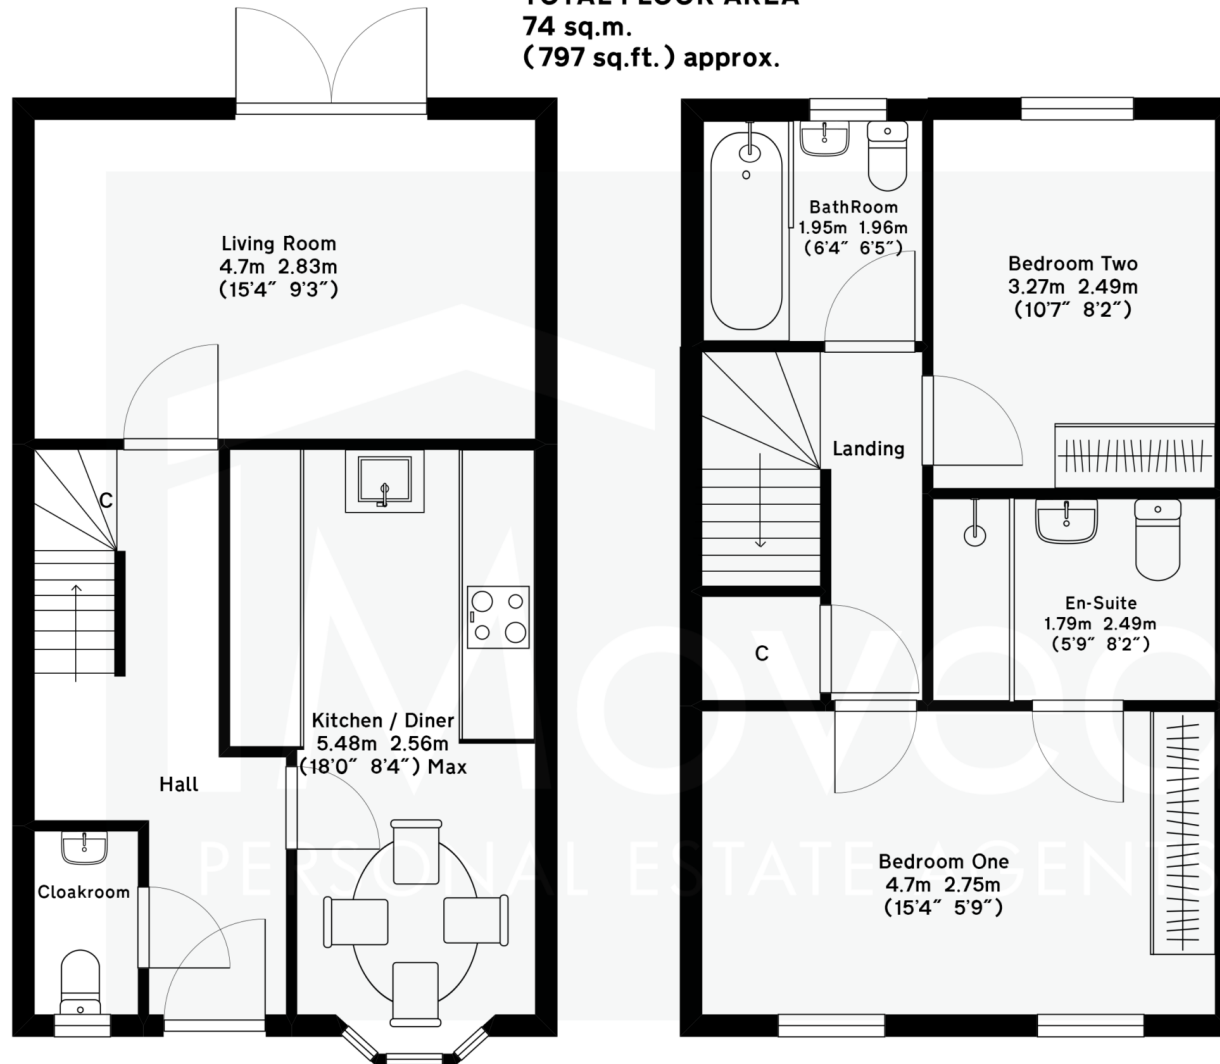 TOTAL FLOOR AREA
74 sq.m.
(797 sq.ft.) approx.
Living Room
4.7m 2.83m
(15'4" 9'3")
C
Kitchen / Diner
5.48m 2.56m
(18'0" 8'4") Max
Hall
Cloakroom
BathRoom
1.95m 1.96m
(6'4" 6'5")
Bedroom Two
3.27m 2.49m
(10'7" 8'2")
Landing
En-Suite
1.79m 2.49m
(5'9" 8'2")
C
Bedroom One
4.7m 2.75m
(15'4" 5'9")
PERSONAL ESTATE AGENTS